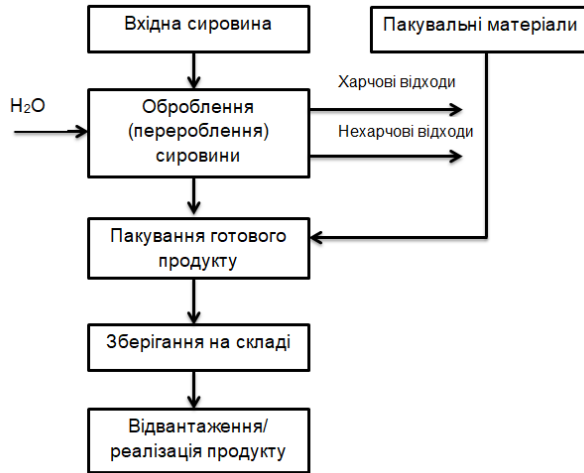 Вхідна сировина
Пакувальні матеріали
H₂O
Оброблення
(перероблення)
сировини
Харчові відходи
Нехарчові відходи
Пакування готового
продукту
Зберігання на складі
Відвантаження/
реалізація продукту